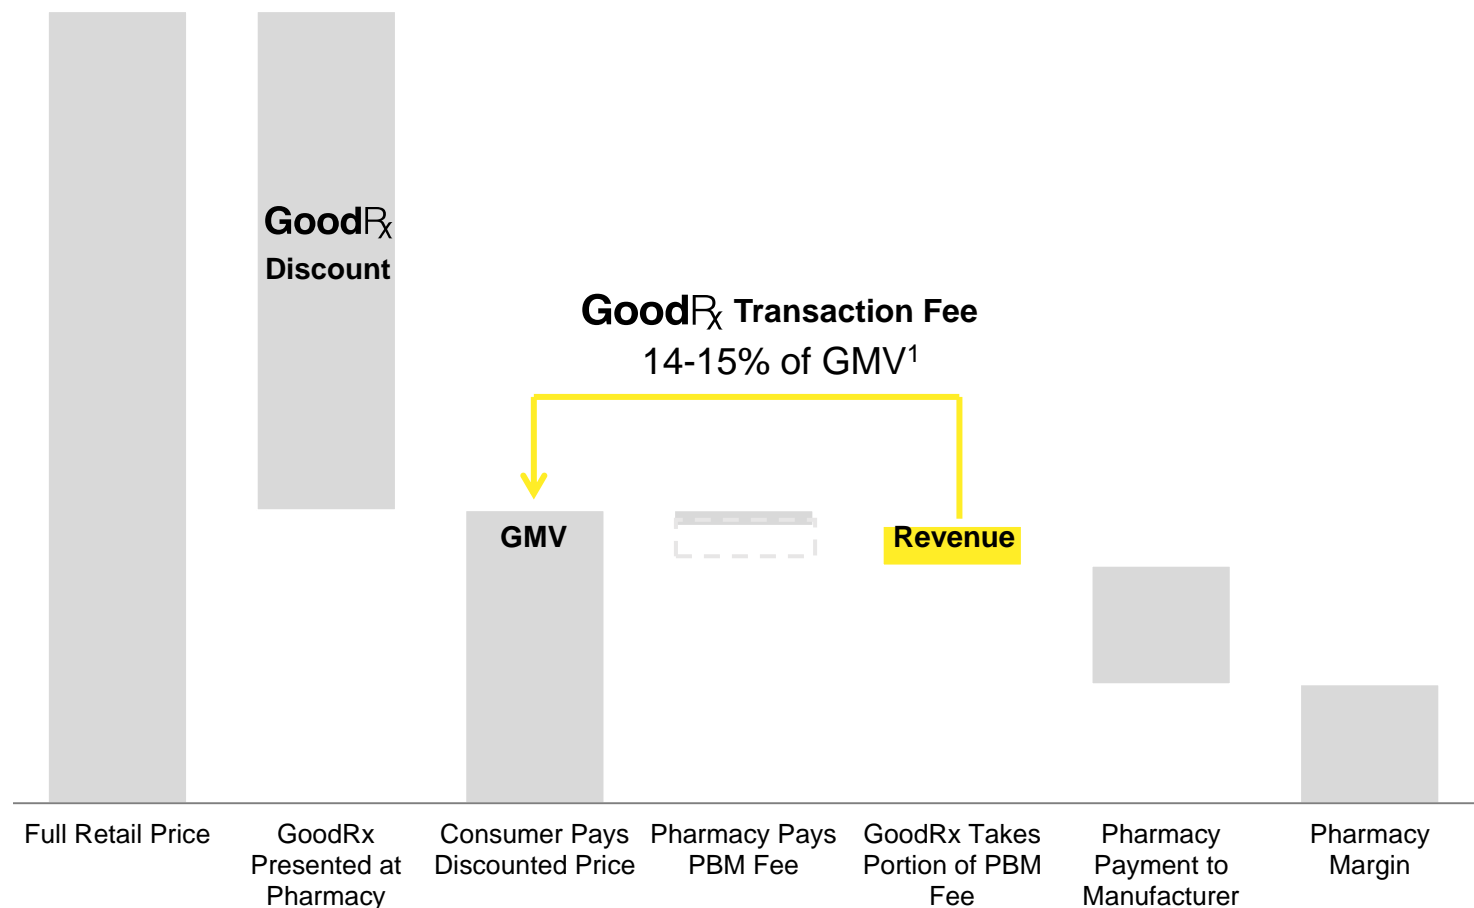 GoodRx
Discount
GoodRx Transaction Fee
14-15% of GMV¹
GMV
Revenue
Full Retail Price
GoodRx
Presented at
Pharmacy
Consumer Pays
Discounted Price
Pharmacy Pays
PBM Fee
GoodRx Takes
Portion of PBM
Fee
Pharmacy
Payment to
Manufacturer
Pharmacy
Margin